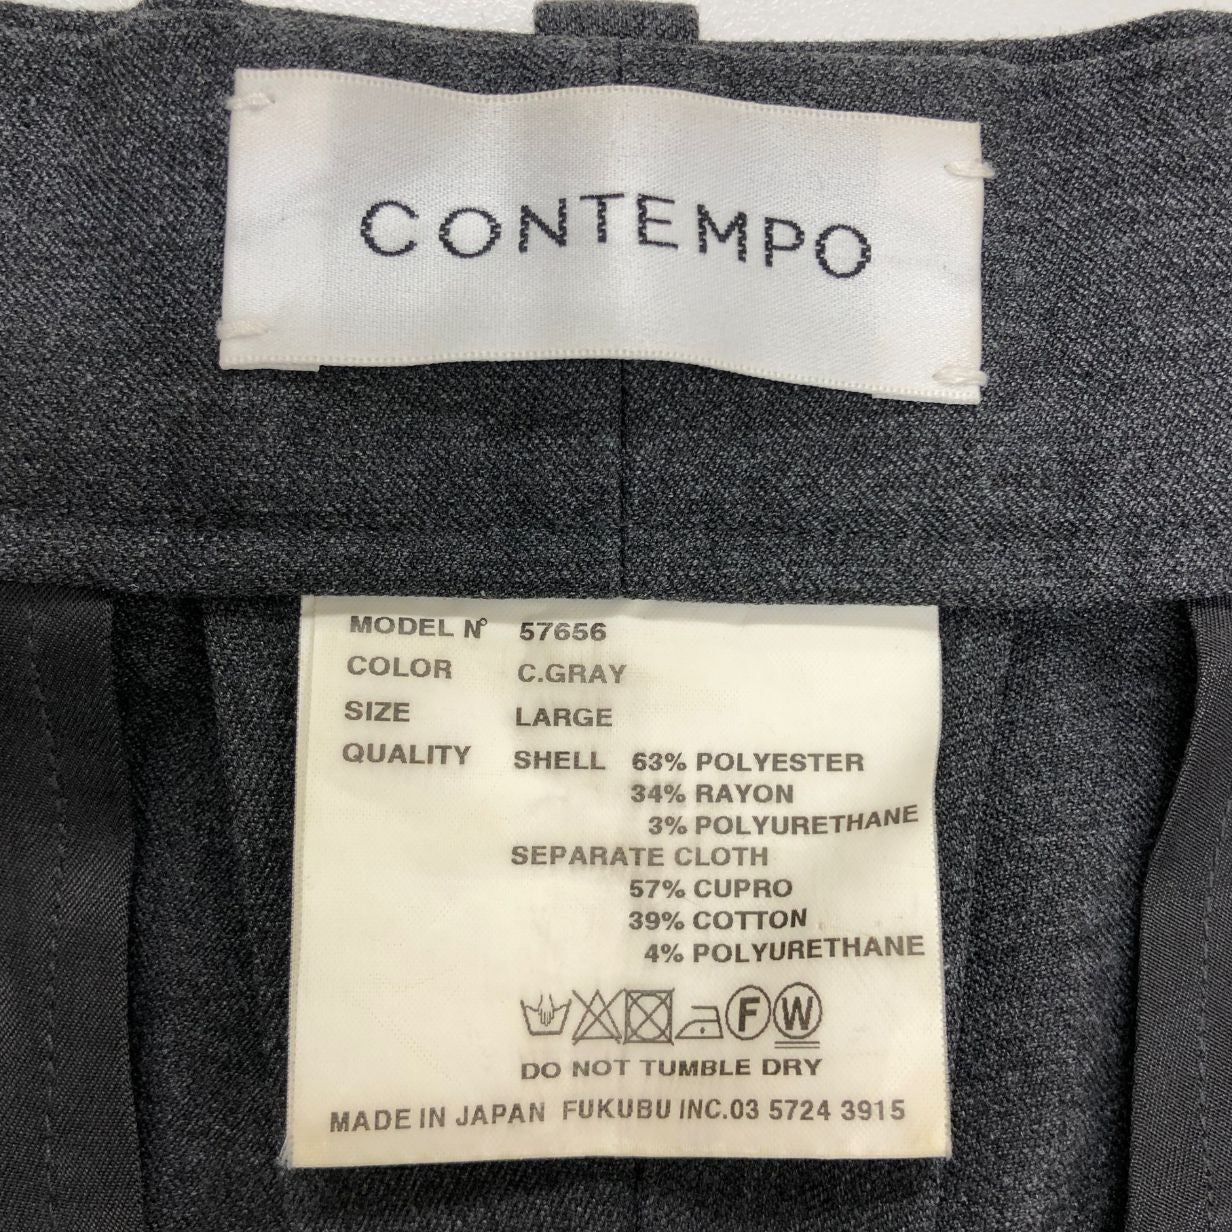 CONTEMPO
MODEL N° 57656
COLOR C.GRAY
SIZE LARGE
QUALITY SHELL 63% POLYESTER
34% RAYON
3% POLYURETHANE
SEPARATE CLOTH
57% CUPRO
39% COTTON
4% POLYURETHANE
F W
DO NOT TUMBLE DRY
MADE IN JAPAN FUKUBU INC.03 5724 3915